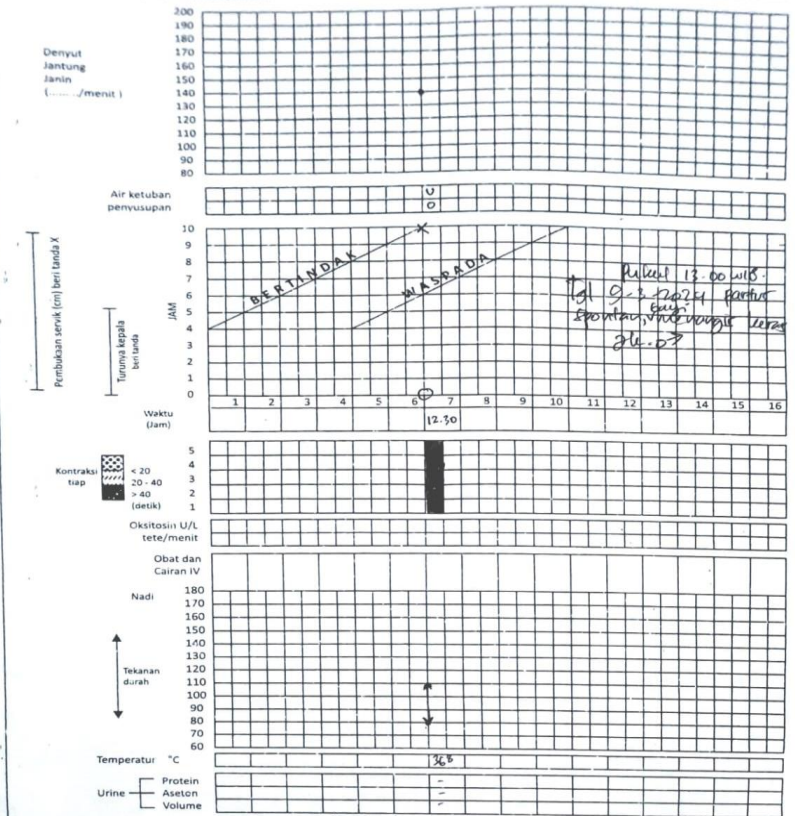 200
190
180
170
160
150
140
130
120
110
100
90
80
Denyut
Jantung
Janin
(......../menit )
Air ketuban
penyusupan
U
0
Pembukaan servik (cm) beri tanda X
Turunya kepala
beri tanda
JAM
10
9
8
7
6
5
4
3
2
1
0
BERTINDAK
WASPADA
X
Pukul 13.00 WIB.
Tgl 9-3-2024 partus
spontan, bayi menangis keras
1 2 3 4 5 6 7 8 9 10 11 12 13 14 15 16
Waktu
(Jam)
12.30
Kontraksi
tiap
< 20
20 - 40
> 40
(detik)
5
4
3
2
1
Oksitosin U/L
tete/menit
Obat dan
Cairan IV
Nadi
Tekanan
darah
180
170
160
150
140
130
120
110
100
90
80
70
60
Temperatur °C
36⁸
Urine
Protein -
Aseton -
Volume -